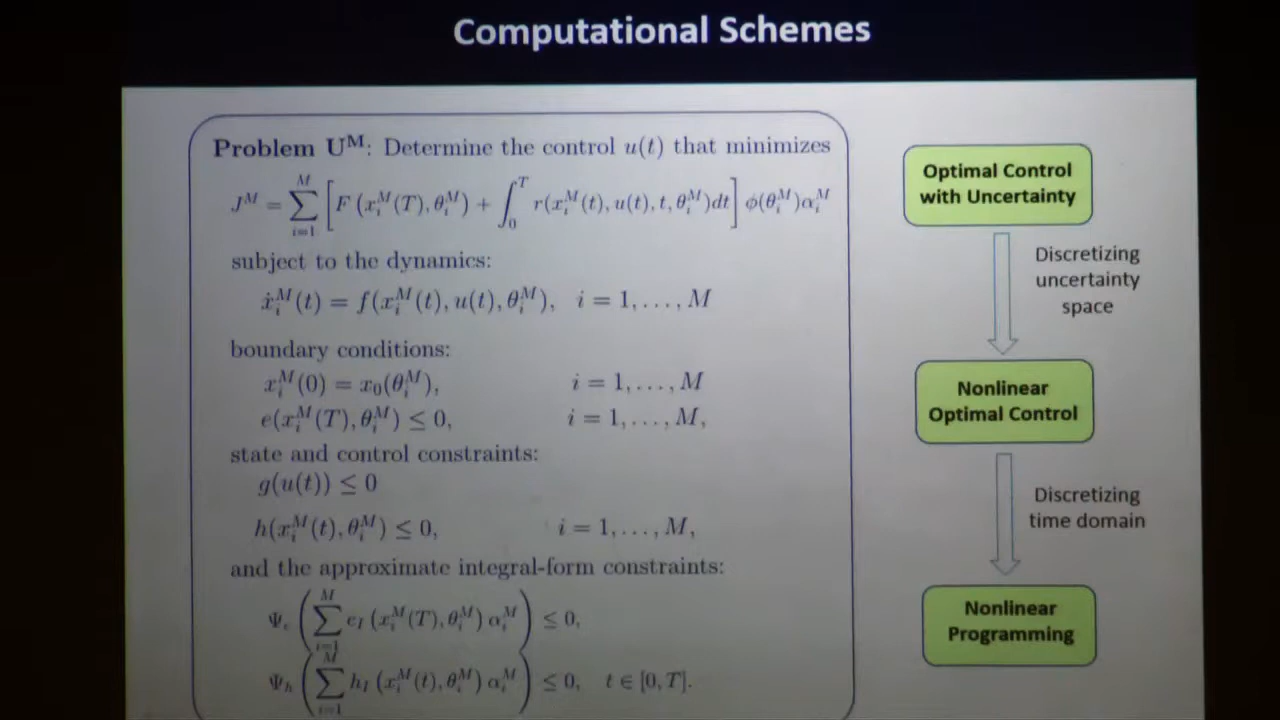 Computational Schemes
Problem U^M: Determine the control u(t) that minimizes
J^M = \sum_{i=1}^{M} [ F(x_i^M(T), θ_i^M) + \int_0^T r(x_i^M(t), u(t), t, θ_i^M)dt ] φ(θ_i^M)α_i^M
subject to the dynamics:
ẋ_i^M(t) = f(x_i^M(t), u(t), θ_i^M), i = 1, . . . , M
boundary conditions:
x_i^M(0) = x_0(θ_i^M), i = 1, . . . , M
e(x_i^M(T), θ_i^M) ≤ 0, i = 1, . . . , M,
state and control constraints:
g(u(t)) ≤ 0
h(x_i^M(t), θ_i^M) ≤ 0, i = 1, . . . , M,
and the approximate integral-form constraints:
Ψ_e ( \sum_{i=1}^{M} e_I (x_i^M(T), θ_i^M) α_i^M ) ≤ 0,
Ψ_h ( \sum_{i=1}^{M} h_I (x_i^M(t), θ_i^M) α_i^M ) ≤ 0, t ∈ [0, T].
Optimal Control
with Uncertainty
Discretizing
uncertainty
space
Nonlinear
Optimal Control
Discretizing
time domain
Nonlinear
Programming